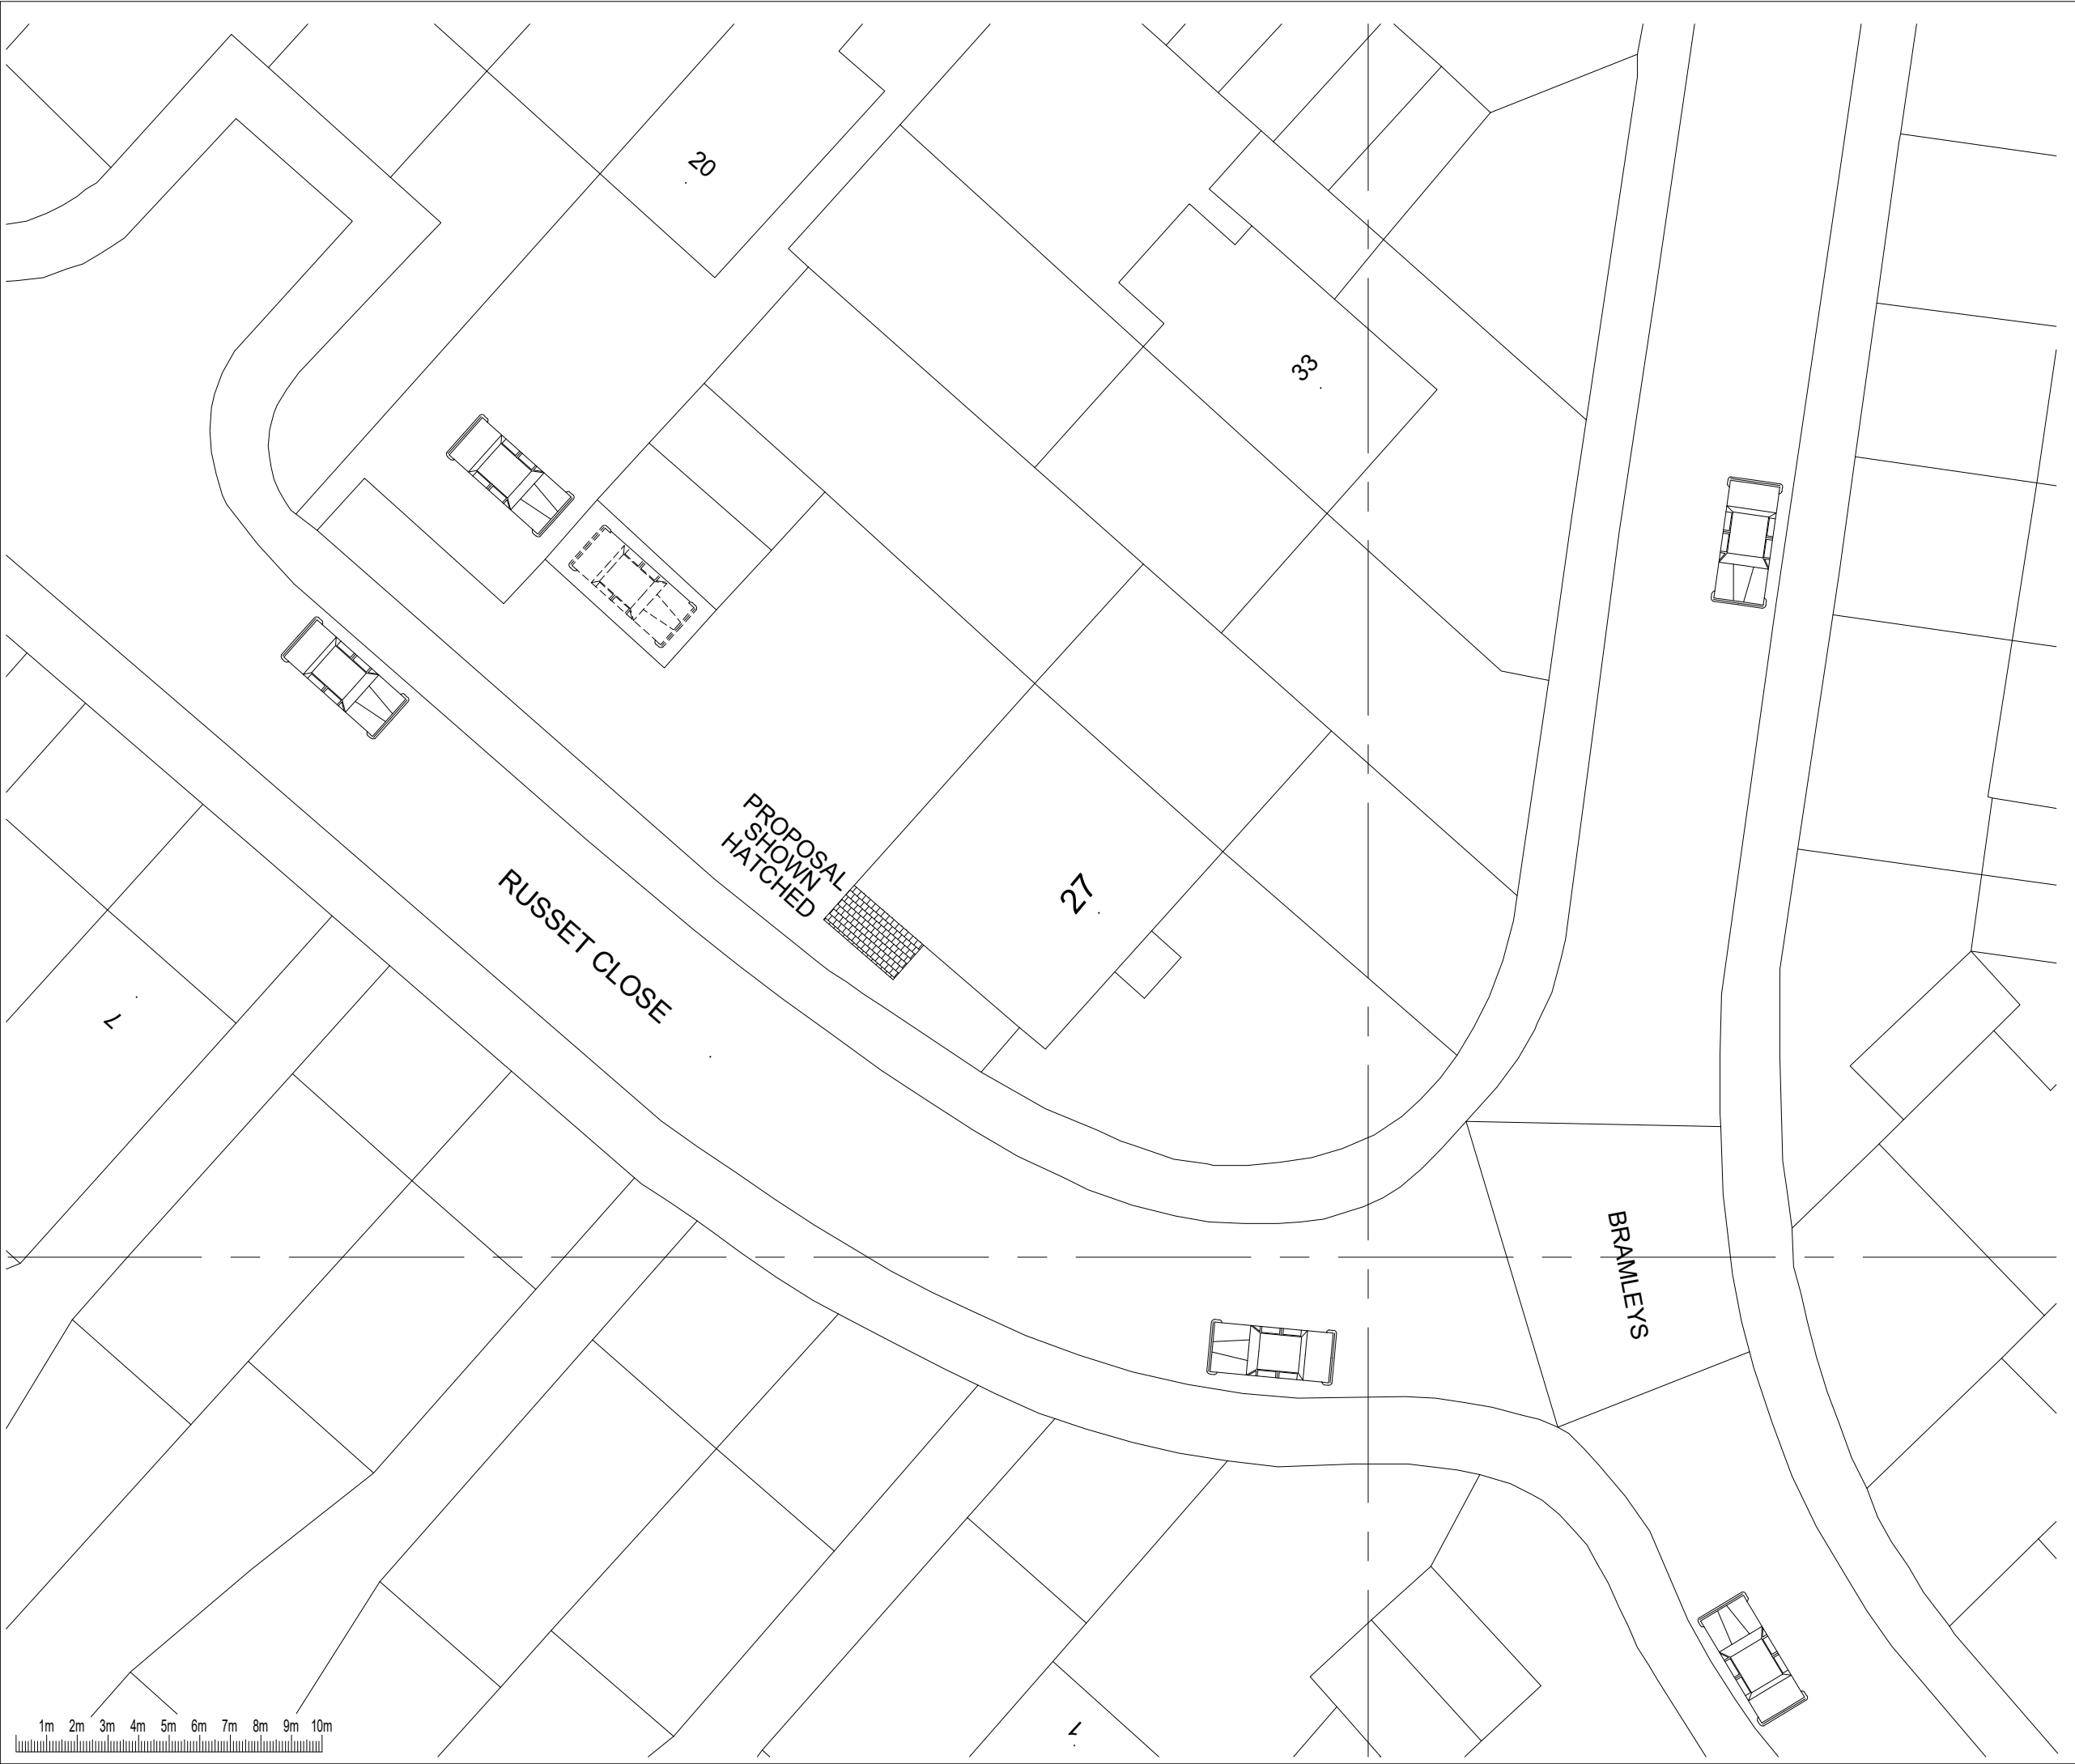 20
33
PROPOSAL
SHOWN
HATCHED
27
RUSSET CLOSE
7
BRAMLEYS
1
1m 2m 3m 4m 5m 6m 7m 8m 9m 10m